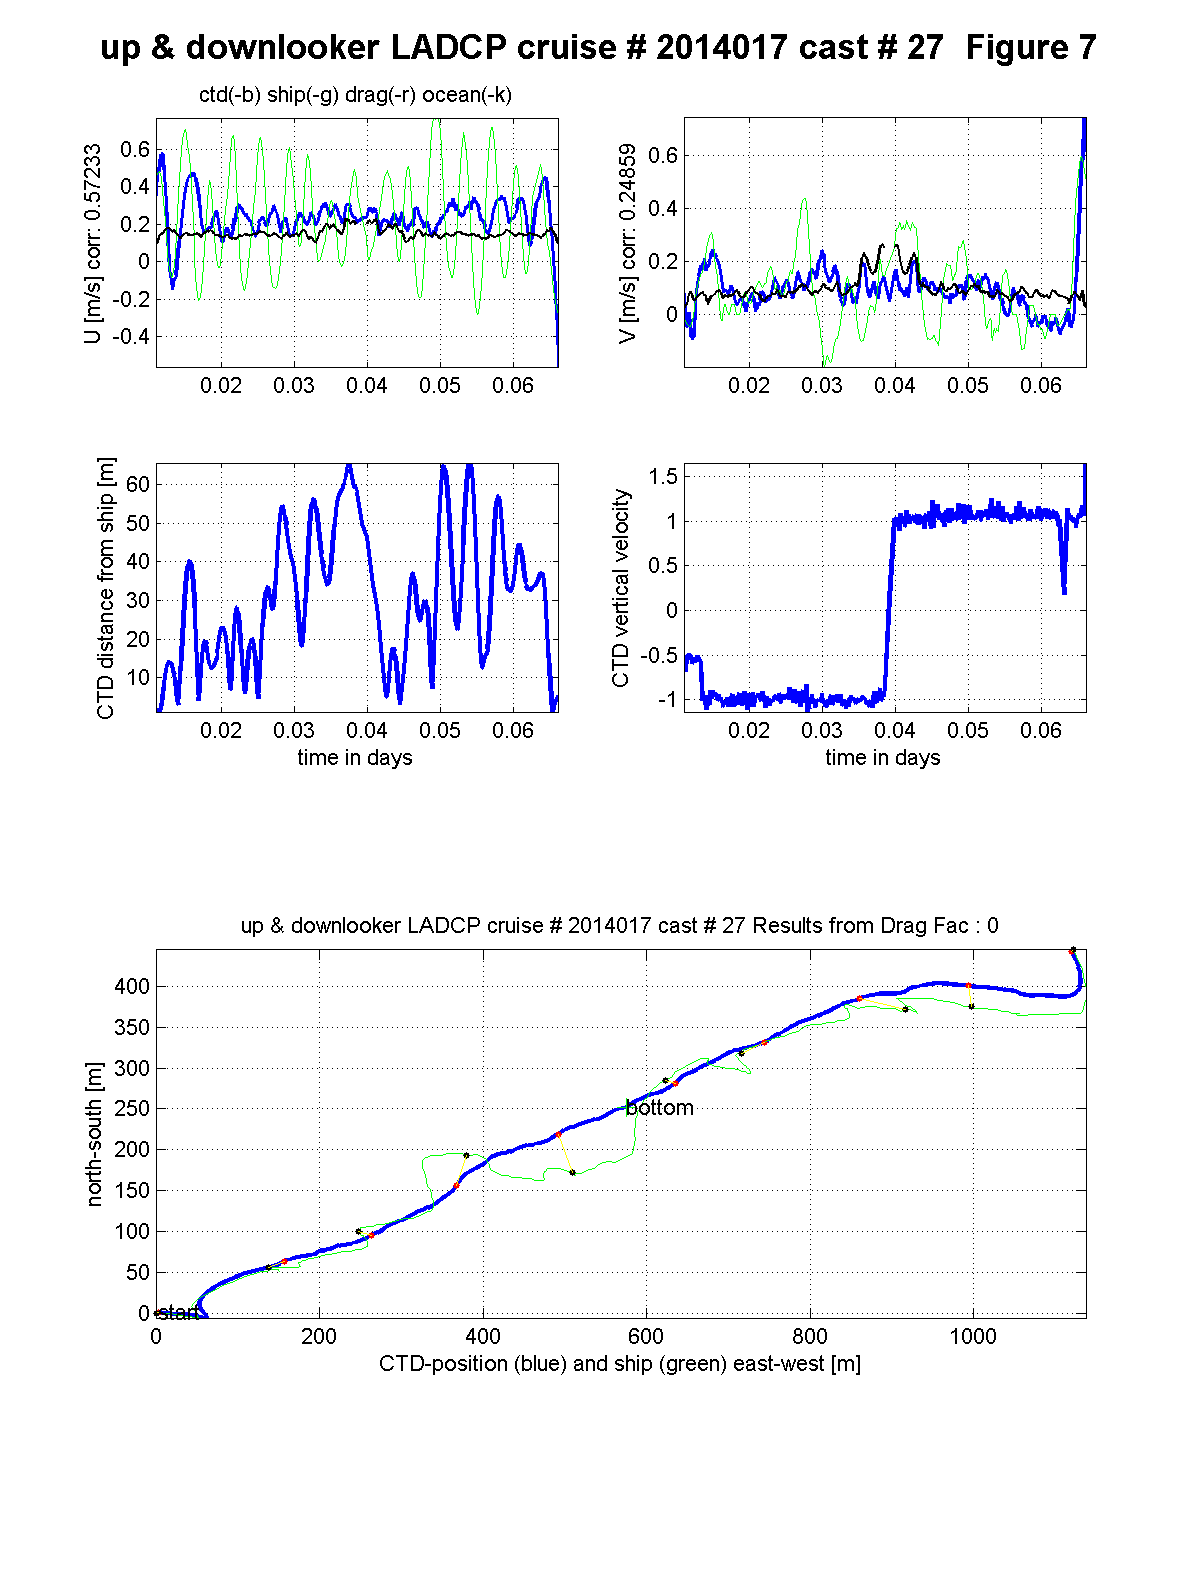 up & downlooker LADCP cruise # 2014017 cast # 27  Figure 7
ctd(-b) ship(-g) drag(-r) ocean(-k)
U [m/s] corr: 0.57233
0.6
0.4
0.2
0
-0.2
-0.4
0.02 0.03 0.04 0.05 0.06
V [m/s] corr: 0.24859
0.6
0.4
0.2
0
0.02 0.03 0.04 0.05 0.06
CTD distance from ship [m]
60
50
40
30
20
10
0.02 0.03 0.04 0.05 0.06
time in days
CTD vertical velocity
1.5
1
0.5
0
-0.5
-1
0.02 0.03 0.04 0.05 0.06
time in days
up & downlooker LADCP cruise # 2014017 cast # 27 Results from Drag Fac : 0
north-south [m]
400
350
300
250
200
150
100
50
0
bottom
start
0 200 400 600 800 1000
CTD-position (blue) and ship (green) east-west [m]